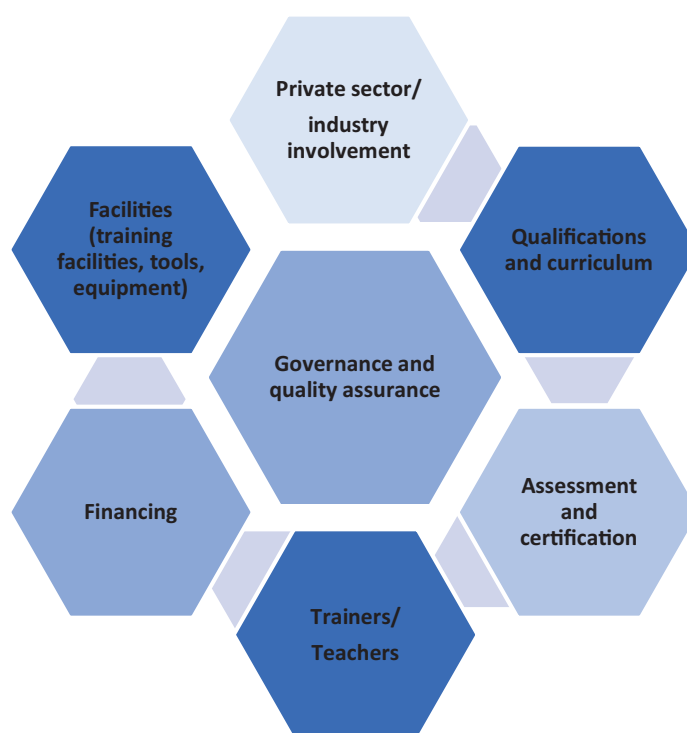 Private sector/
industry
involvement
Facilities
(training
facilities, tools,
equipment)
Qualifications
and curriculum
Governance and
quality assurance
Financing
Assessment
and
certification
Trainers/
Teachers